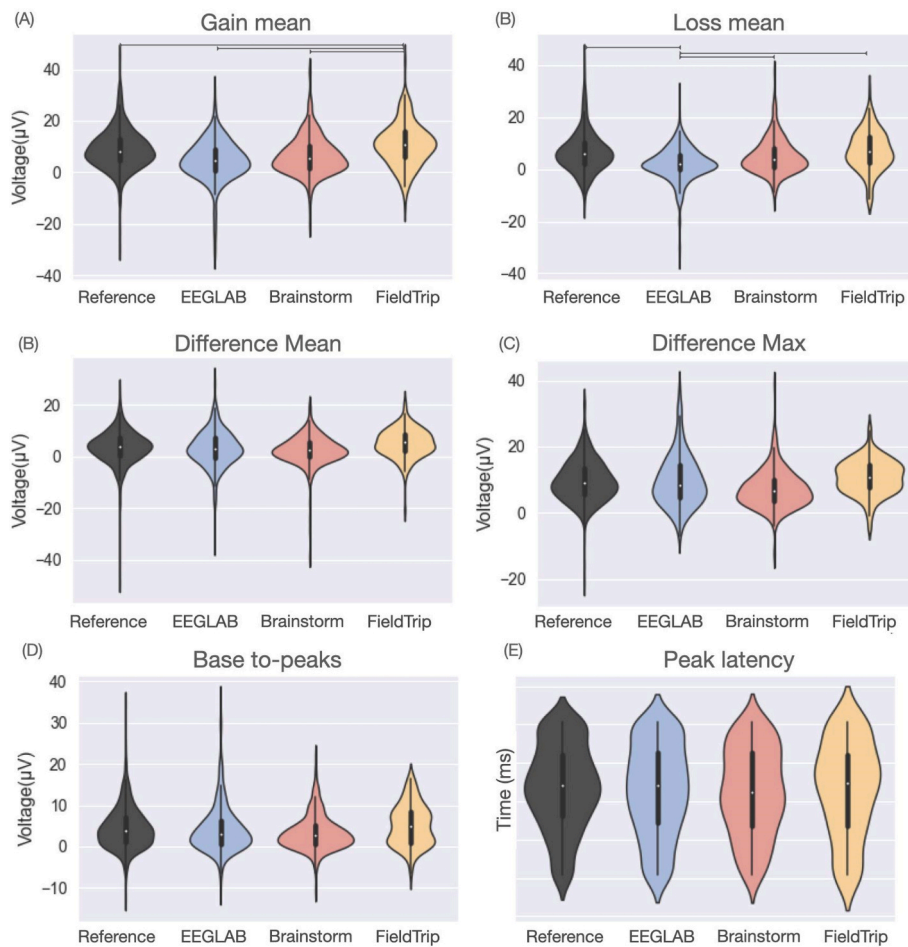 (A) Gain mean
Voltage(µV)
40
20
0
−20
−40
Reference EEGLAB Brainstorm FieldTrip
(B) Loss mean
Voltage(µV)
40
20
0
−20
−40
Reference EEGLAB Brainstorm FieldTrip
(B) Difference Mean
Voltage(µV)
20
0
−20
−40
Reference EEGLAB Brainstorm FieldTrip
(C) Difference Max
Voltage(µV)
40
20
0
−20
Reference EEGLAB Brainstorm FieldTrip
(D) Base to-peaks
Voltage(µV)
40
30
20
10
0
−10
Reference EEGLAB Brainstorm FieldTrip
(E) Peak latency
Time (ms)
Reference EEGLAB Brainstorm FieldTrip